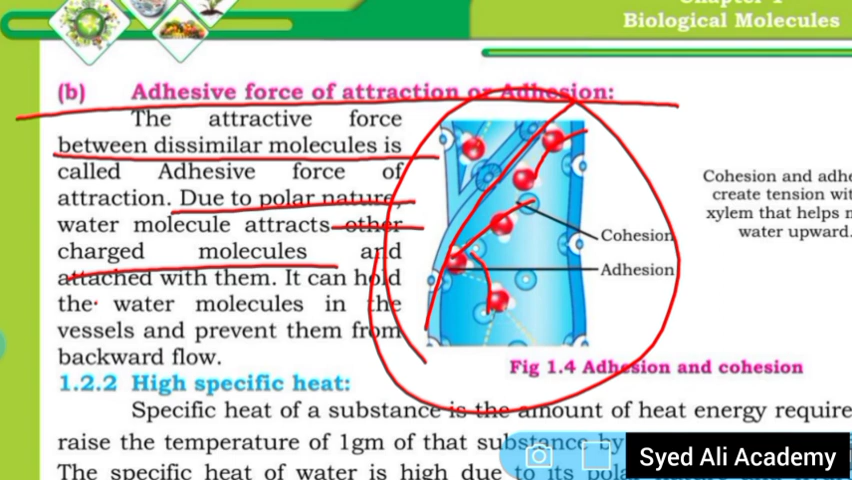 Biological Molecules
(b) Adhesive force of attraction or Adhesion:
The attractive force
between dissimilar molecules is
called Adhesive force of
attraction. Due to polar nature,
water molecule attracts other
charged molecules and
attached with them. It can hold
the water molecules in the
vessels and prevent them from
backward flow.
Cohesion and adhe
create tension wit
xylem that helps
water upward.
Cohesion
Adhesion
Fig 1.4 Adhesion and cohesion
1.2.2 High specific heat:
Specific heat of a substance is the amount of heat energy require
raise the temperature of 1gm of that substance by
The specific heat of water is high due to its
Syed Ali Academy